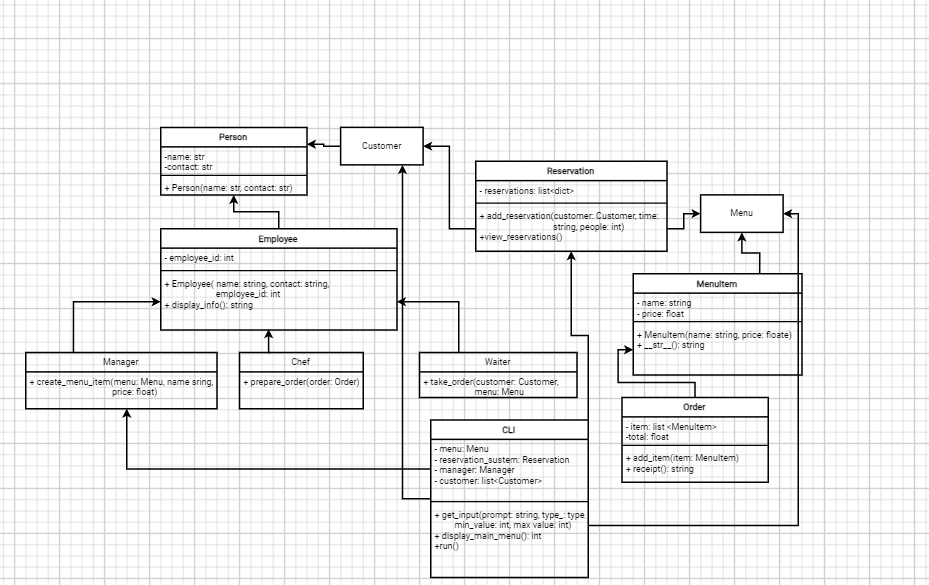 Person
-name: str
-contact: str
+ Person(name: str, contact: str)
Customer
Reservation
- reservations: list<dict>
+ add_reservation(customer: Customer, time:
string, people: int)
+view_reservations()
Menu
Employee
- employee_id: int
+ Employee( name: string, contact: string,
employee_id: int
+ display_info(): string
MenuItem
- name: string
- price: float
+ MenuItem(name: string, price: floate)
+ __str__(): string
Manager
+ create_menu_item(menu: Menu, name sring,
price: float)
Chef
+ prepare_order(order: Order)
Waiter
+ take_order(customer: Customer,
menu: Menu
Order
- item: list <MenuItem>
-total: float
+ add_item(item: MenuItem)
+ receipt(): string
CLI
- menu: Menu
- reservation_sustem: Reservation
- manager: Manager
- customer: list<Customer>
+ get_input(prompt: string, type_: type,
min_value: int, max value: int)
+ display_main_menu(): int
+run()